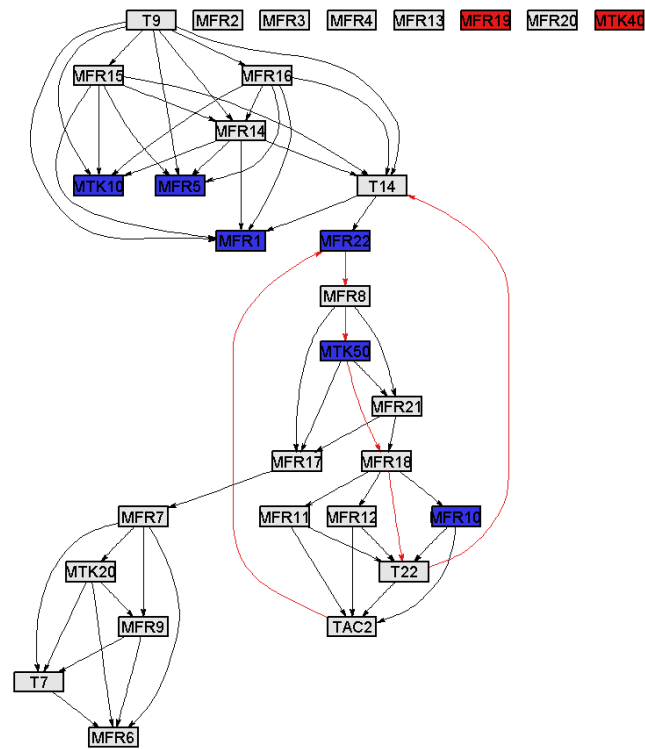 T9 MFR2 MFR3 MFR4 MFR13 MFR19 MFR20 MTK40
MFR15 MFR16
MFR14
MTK10 MFR5 T14
MFR1 MFR22
MFR8
MTK50
MFR21
MFR17 MFR18
MFR7 MFR11 MFR12 MFR10
MTK20 T22
MFR9 TAC2
T7
MFR6